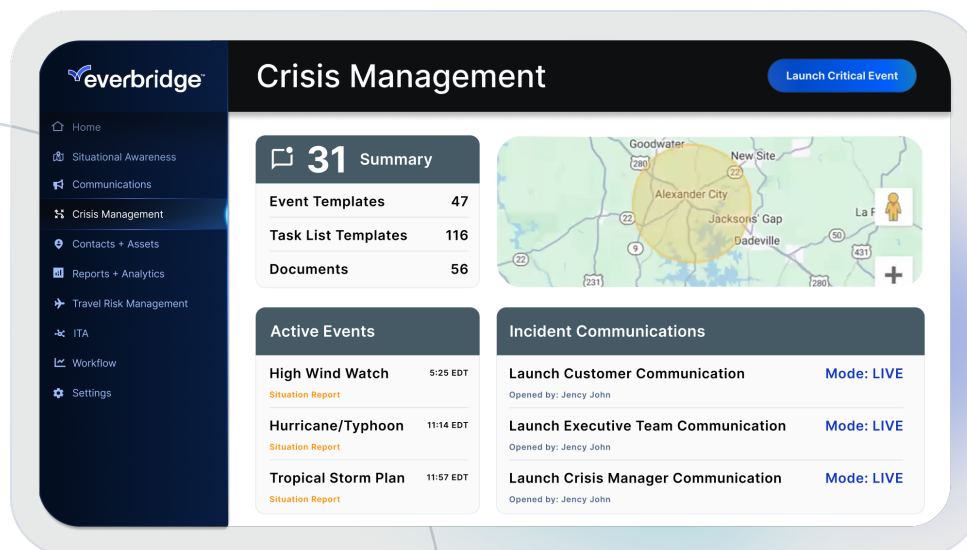 everbridge™
Crisis Management
Launch Critical Event
Home
Situational Awareness
Communications
Crisis Management
Contacts + Assets
Reports + Analytics
Travel Risk Management
ITA
Workflow
Settings
31 Summary
Event Templates 47
Task List Templates 116
Documents 56
Goodwater
280
New Site
22
Alexander City
22
Jacksons' Gap
La F
9
Dadeville
50
431
22
231
280
+
Active Events
High Wind Watch 5:25 EDT
Situation Report
Hurricane/Typhoon 11:14 EDT
Situation Report
Tropical Storm Plan 11:57 EDT
Situation Report
Incident Communications
Launch Customer Communication Mode: LIVE
Opened by: Jency John
Launch Executive Team Communication Mode: LIVE
Opened by: Jency John
Launch Crisis Manager Communication Mode: LIVE
Opened by: Jency John